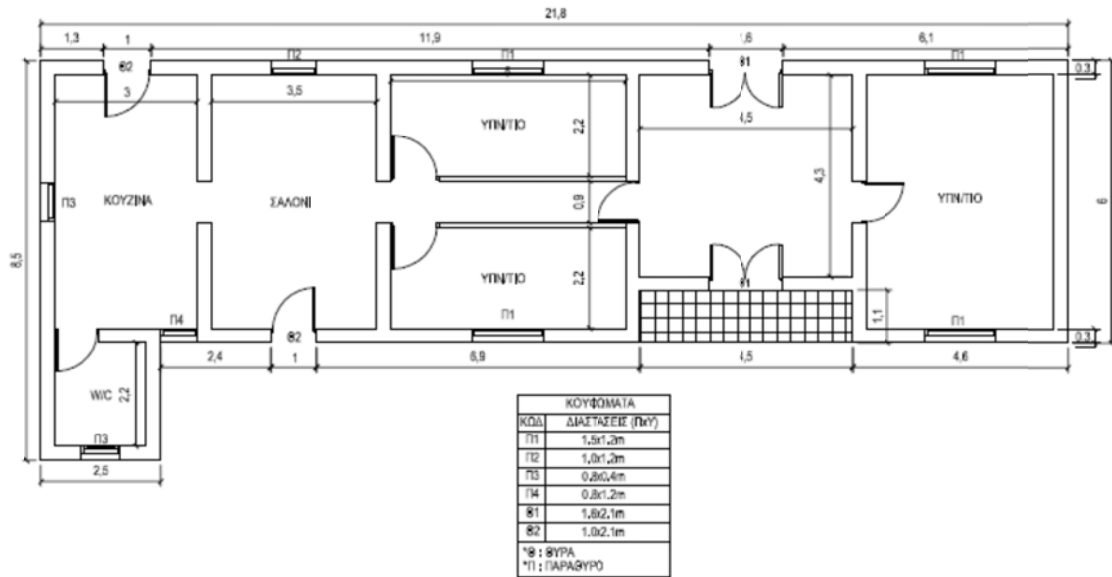 21,8
1,3
1
11,9
1,6
6,1
Π2
Π1
Θ1
Π1
Θ2
0,3
3
3,5
ΥΠΝ/ΤΙΟ
2,2
4,5
4,3
Π3
ΚΟΥΖΙΝΑ
ΣΑΛΟΝΙ
0,9
ΥΠΝ/ΤΙΟ
6
8,5
ΥΠΝ/ΤΙΟ
2,2
Π4
Π1
Θ1
1,1
Π1
Θ2
0,3
2,4
1
6,9
4,5
4,6
W/C
2,2
Π3
2,5
ΚΟΥΦΩΜΑΤΑ
ΚΩΔ ΔΙΑΣΤΑΣΕΙΣ (ΠxΥ)
Π1 1.5x1.2m
Π2 1.0x1.2m
Π3 0.8x0.4m
Π4 0.8x1.2m
Θ1 1.6x2.1m
Θ2 1.0x2.1m
*Θ : ΘΥΡΑ
*Π : ΠΑΡΑΘΥΡΟ